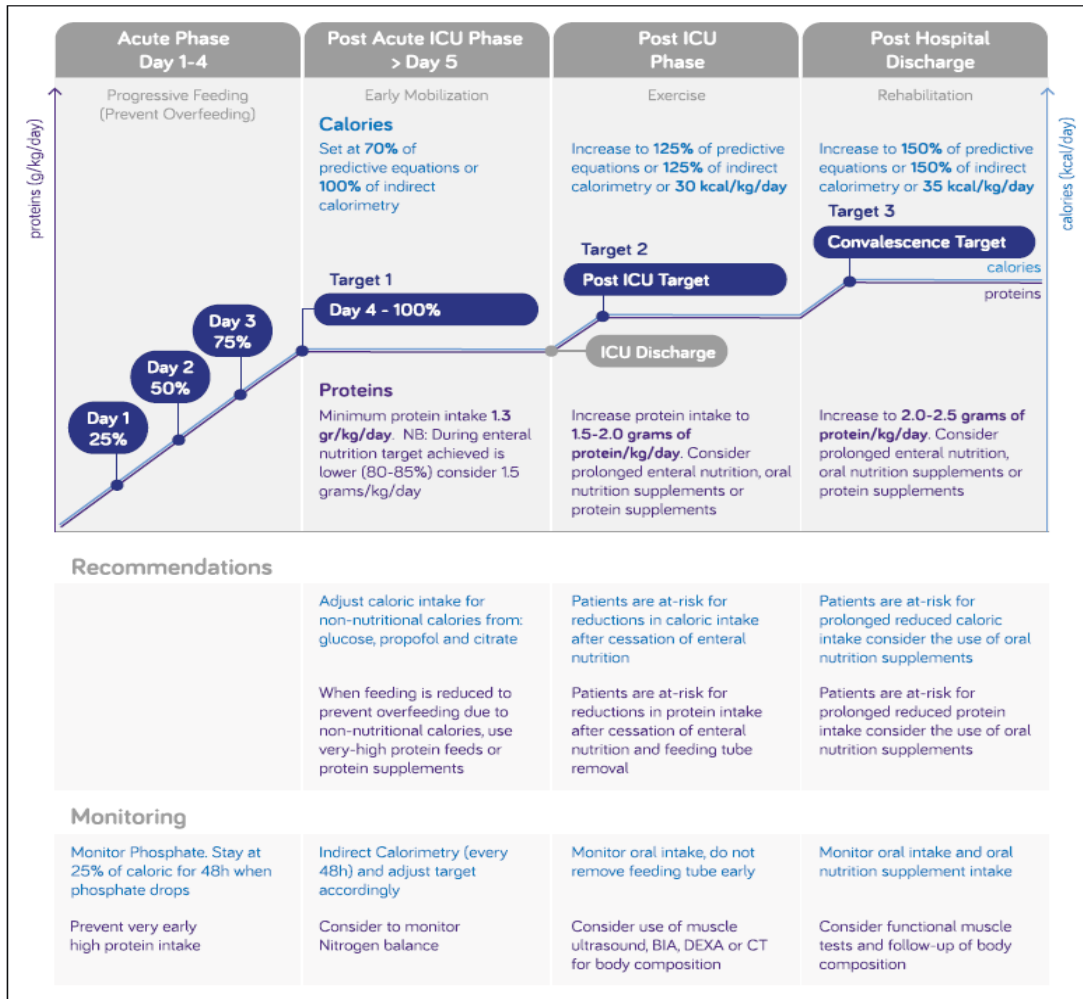 Acute Phase
Day 1-4
Post Acute ICU Phase
> Day 5
Post ICU
Phase
Post Hospital
Discharge
Progressive Feeding
(Prevent Overfeeding)
Early Mobilization
Exercise
Rehabilitation
proteins (g/kg/day)
calories (kcal/day)
Calories
Set at 70% of
predictive equations or
100% of indirect
calorimetry
Increase to 125% of predictive
equations or 125% of indirect
calorimetry or 30 kcal/kg/day
Increase to 150% of predictive
equations or 150% of indirect
calorimetry or 35 kcal/kg/day
Target 3
Convalescence Target
Target 2
Post ICU Target
Target 1
Day 4 - 100%
calories
proteins
Day 3
75%
Day 2
50%
Day 1
25%
ICU Discharge
Proteins
Minimum protein intake 1.3
gr/kg/day. NB: During enteral
nutrition target achieved is
lower (80-85%) consider 1.5
grams/kg/day
Increase protein intake to
1.5-2.0 grams of
protein/kg/day. Consider
prolonged enteral nutrition, oral
nutrition supplements or
protein supplements
Increase to 2.0-2.5 grams of
protein/kg/day. Consider
prolonged enteral nutrition,
oral nutrition supplements or
protein supplements
Recommendations
Adjust caloric intake for
non-nutritional calories from:
glucose, propofol and citrate
Patients are at-risk for
reductions in caloric intake
after cessation of enteral
nutrition
Patients are at-risk for
prolonged reduced caloric
intake consider the use of oral
nutrition supplements
When feeding is reduced to
prevent overfeeding due to
non-nutritional calories, use
very-high protein feeds or
protein supplements
Patients are at-risk for
reductions in protein intake
after cessation of enteral
nutrition and feeding tube
removal
Patients are at-risk for
prolonged reduced protein
intake consider the use of oral
nutrition supplements
Monitoring
Monitor Phosphate. Stay at
25% of caloric for 48h when
phosphate drops
Indirect Calorimetry (every
48h) and adjust target
accordingly
Monitor oral intake, do not
remove feeding tube early
Monitor oral intake and oral
nutrition supplement intake
Prevent very early
high protein intake
Consider to monitor
Nitrogen balance
Consider use of muscle
ultrasound, BIA, DEXA or CT
for body composition
Consider functional muscle
tests and follow-up of body
composition